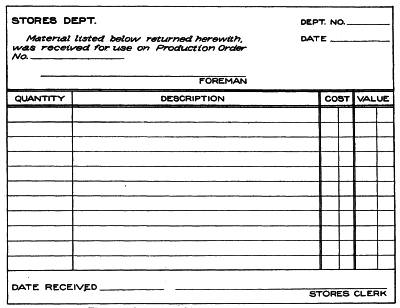 STORES DEPT.
DEPT. NO.
Material listed below returned herewith,
DATE
was received for use on Production Order
No.
FOREMAN
QUANTITY DESCRIPTION COST VALUE
DATE RECEIVED
STORES CLERK